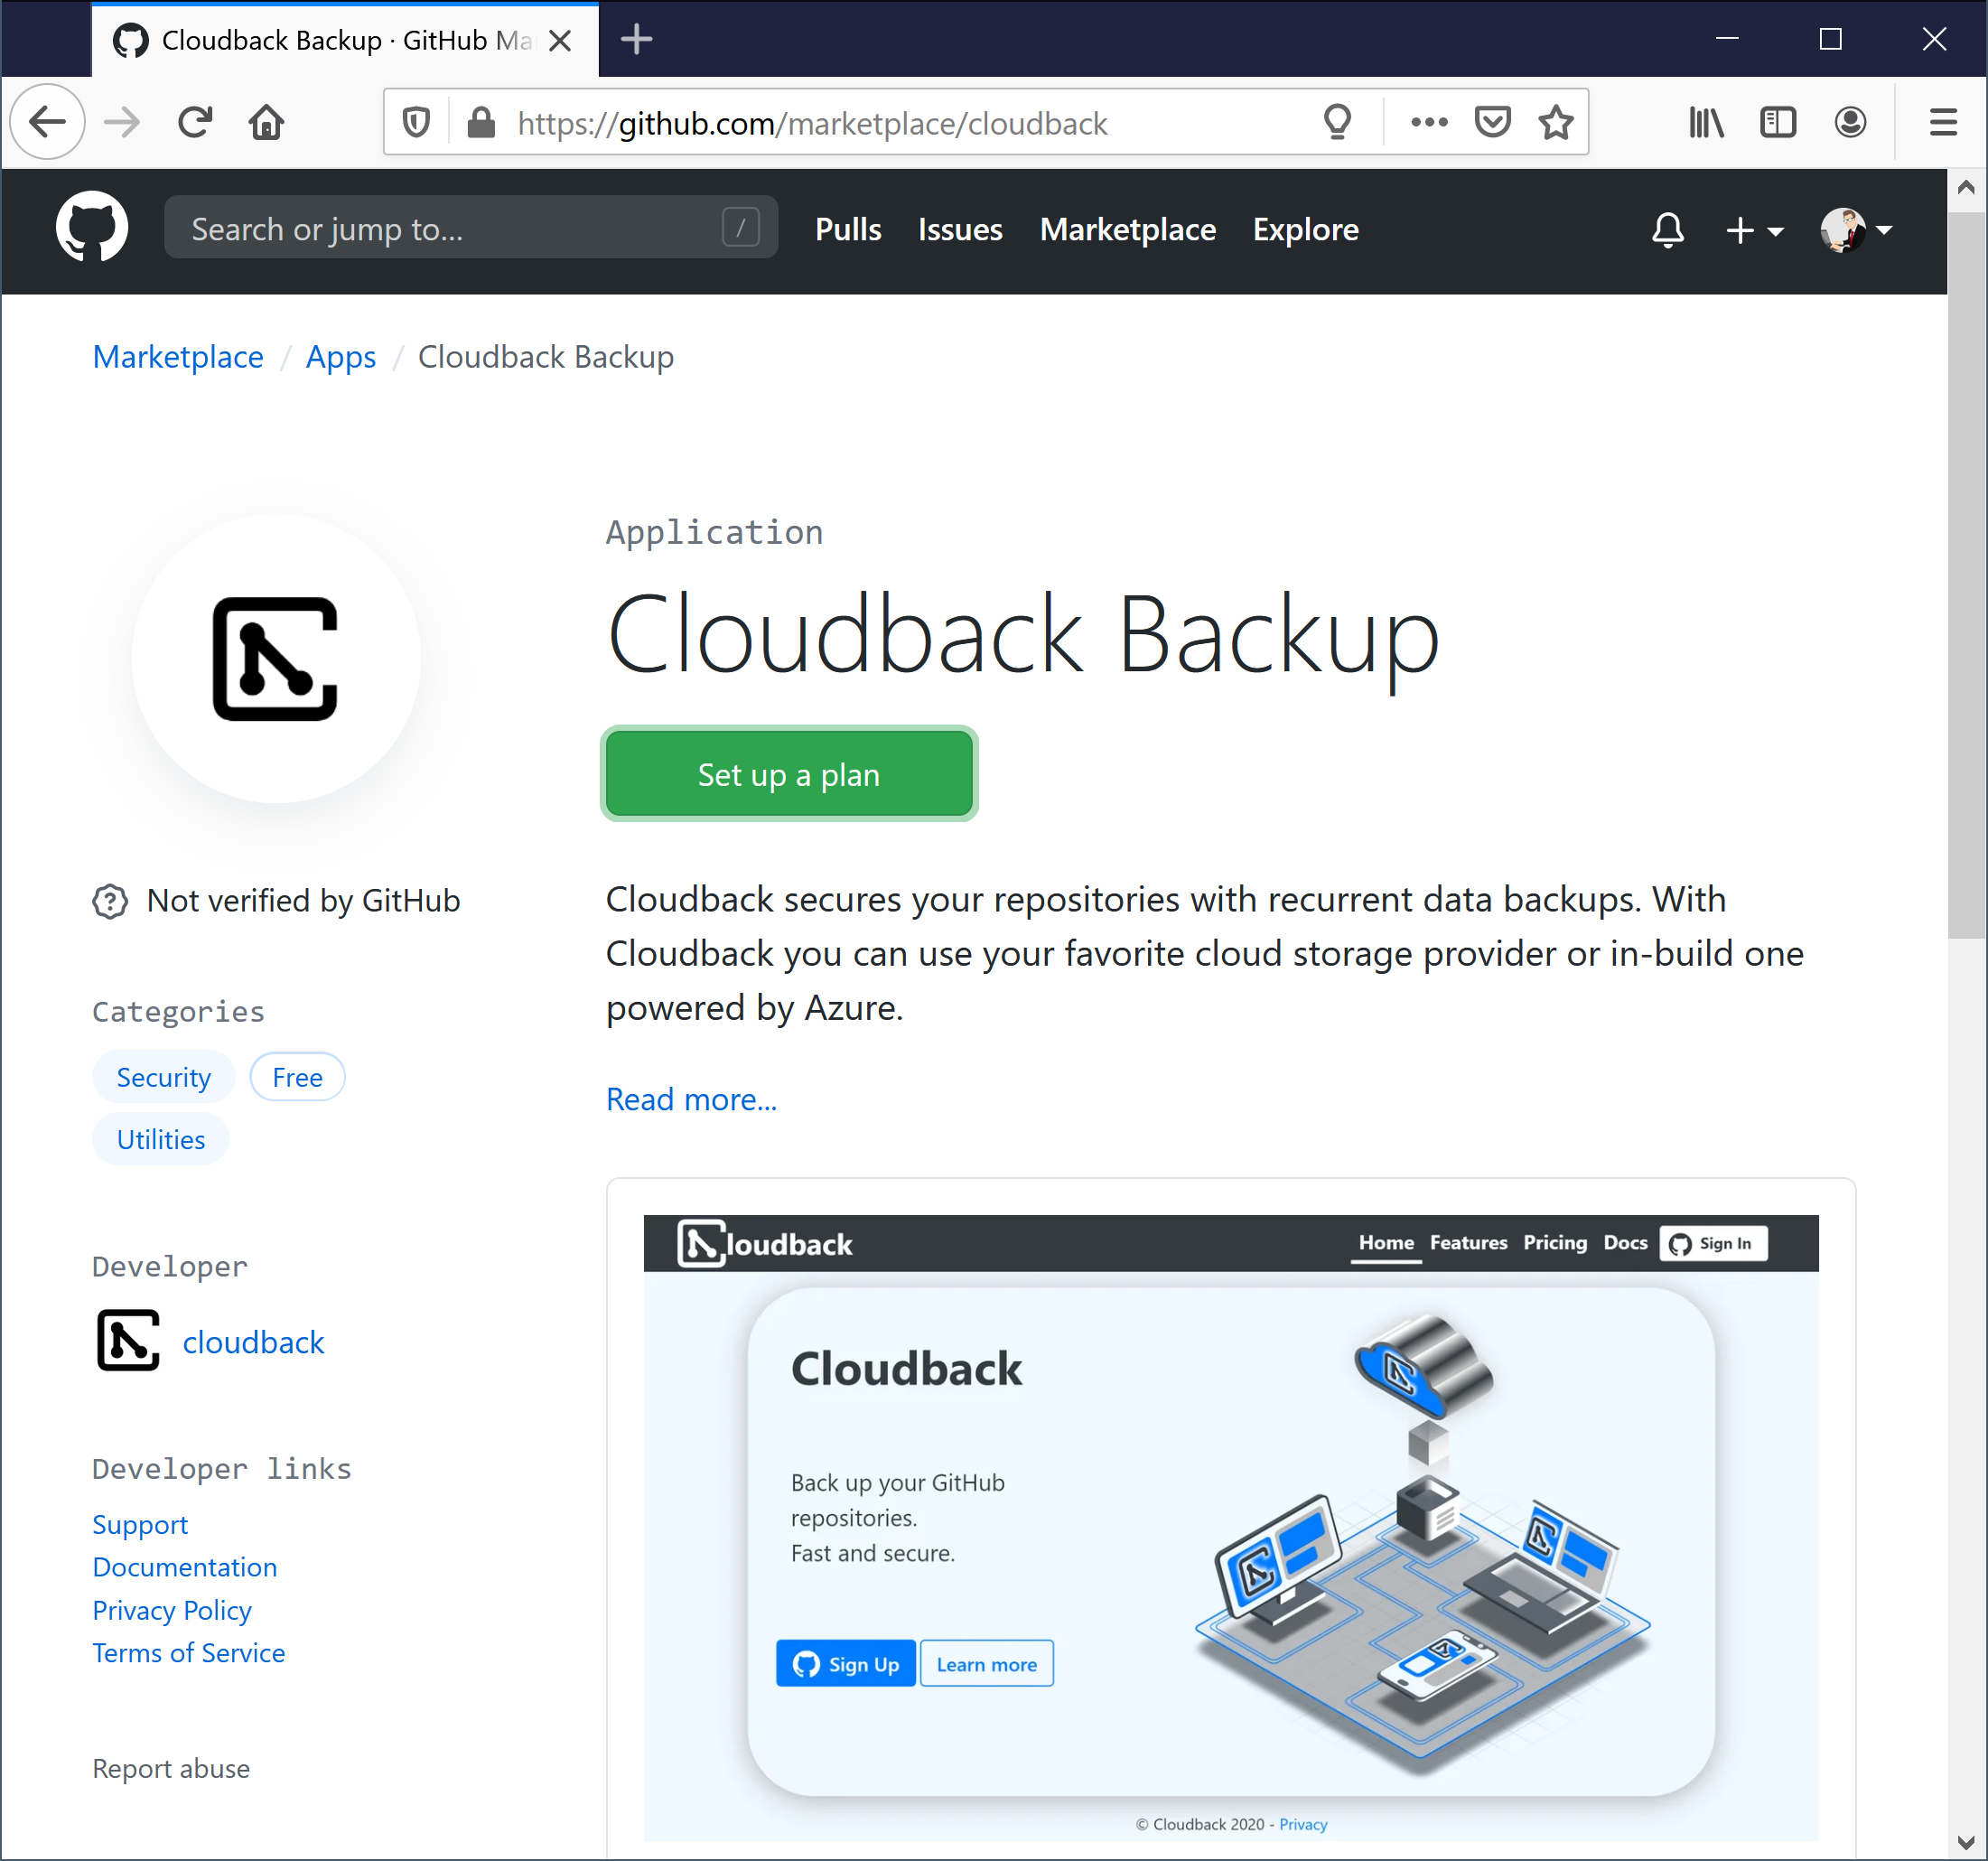 Cloudback Backup · GitHub Ma
https://github.com/marketplace/cloudback
Search or jump to...
/
Pulls
Issues
Marketplace
Explore
Marketplace / Apps / Cloudback Backup
Application
Cloudback Backup
Set up a plan
Not verified by GitHub
Cloudback secures your repositories with recurrent data backups. With
Cloudback you can use your favorite cloud storage provider or in-build one
powered by Azure.
Read more...
Categories
Security
Free
Utilities
Developer
cloudback
Developer links
Support
Documentation
Privacy Policy
Terms of Service
Report abuse
loudback
Home
Features
Pricing
Docs
Sign In
Cloudback
Back up your GitHub
repositories.
Fast and secure.
Sign Up
Learn more
© Cloudback 2020 - Privacy